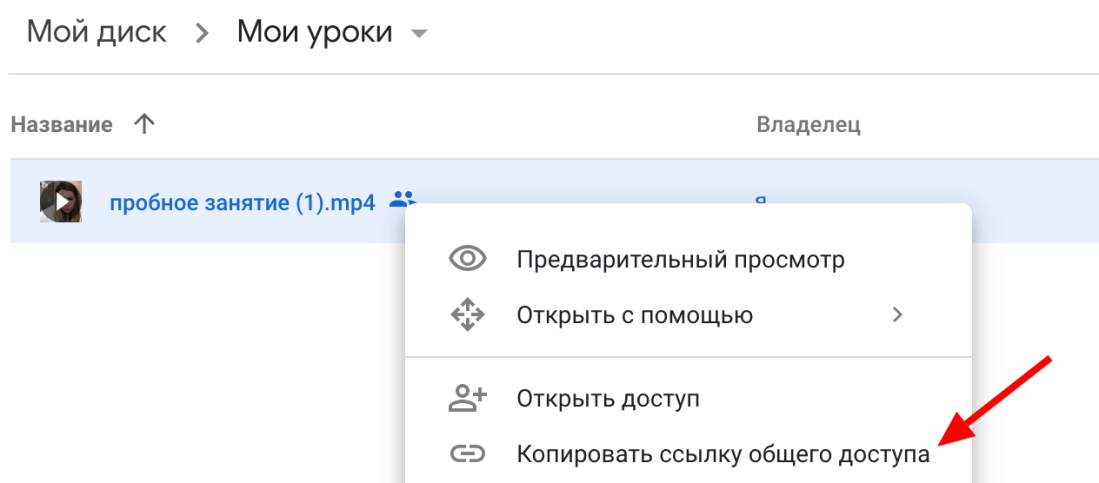 Мой диск > Мои уроки
Название ↑ Владелец
пробное занятие (1).mp4 я
Предварительный просмотр
Открыть с помощью
Открыть доступ
Копировать ссылку общего доступа